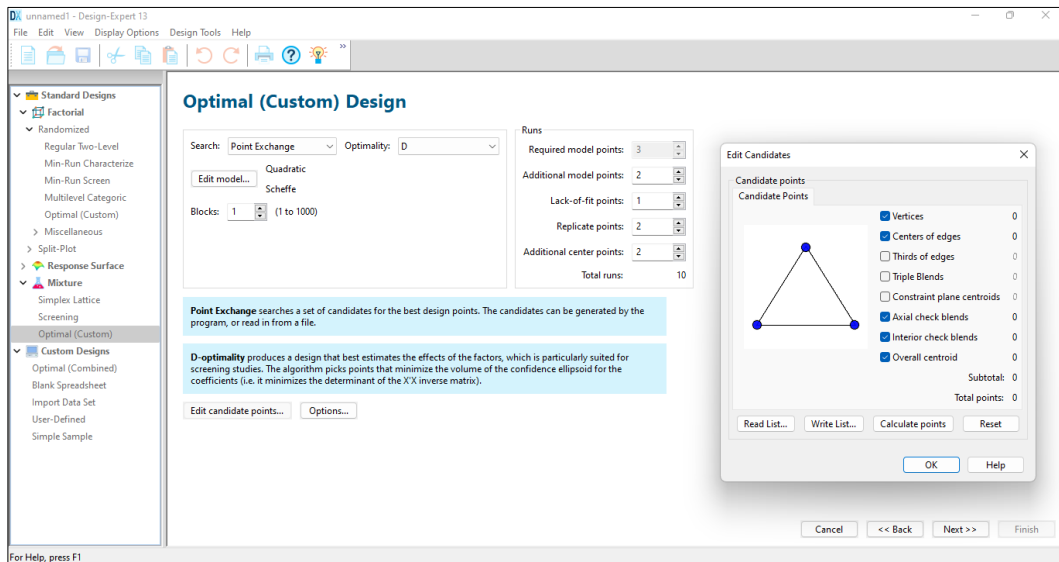 DX unnamed1 - Design-Expert 13
File Edit View Display Options Design Tools Help
»
Standard Designs
Factorial
Randomized
Regular Two-Level
Min-Run Characterize
Min-Run Screen
Multilevel Categoric
Optimal (Custom)
Miscellaneous
Split-Plot
Response Surface
Mixture
Simplex Lattice
Screening
Optimal (Custom)
Custom Designs
Optimal (Combined)
Blank Spreadsheet
Import Data Set
User-Defined
Simple Sample
Optimal (Custom) Design
Search: Point Exchange Optimality: D
Edit model... Quadratic
Scheffe
Blocks: 1 (1 to 1000)
Runs
Required model points: 3
Additional model points: 2
Lack-of-fit points: 1
Replicate points: 2
Additional center points: 2
Total runs: 10
Point Exchange searches a set of candidates for the best design points. The candidates can be generated by the
program, or read in from a file.
D-optimality produces a design that best estimates the effects of the factors, which is particularly suited for
screening studies. The algorithm picks points that minimize the volume of the confidence ellipsoid for the
coefficients (i.e. it minimizes the determinant of the X'X inverse matrix).
Edit candidate points... Options...
Edit Candidates
Candidate points
Candidate Points
Vertices 0
Centers of edges 0
Thirds of edges 0
Triple Blends 0
Constraint plane centroids 0
Axial check blends 0
Interior check blends 0
Overall centroid 0
Subtotal: 0
Total points: 0
Read List... Write List... Calculate points Reset
OK Help
Cancel << Back Next >> Finish
For Help, press F1